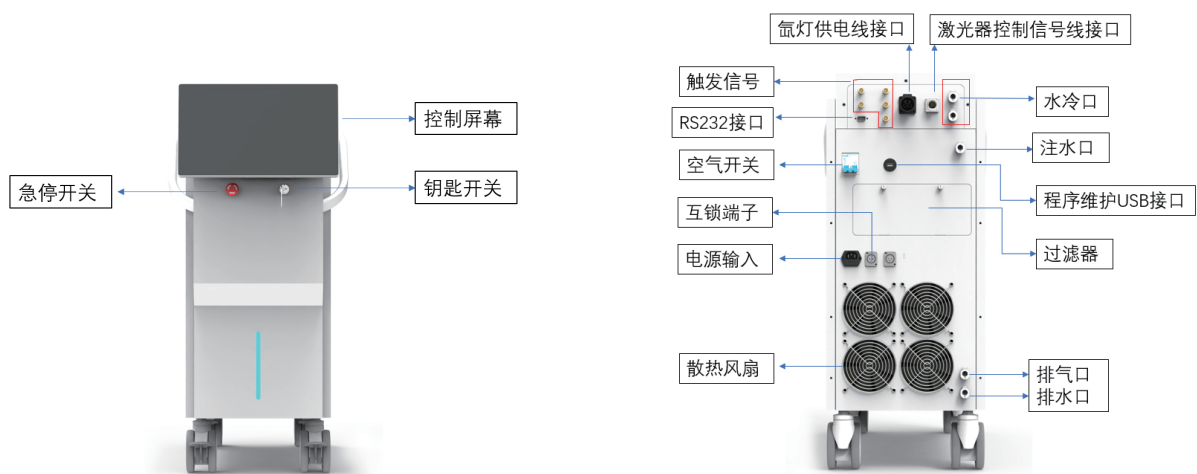 控制屏幕
急停开关
钥匙开关
氙灯供电线接口
激光器控制信号线接口
触发信号
水冷口
RS232接口
注水口
空气开关
程序维护USB接口
互锁端子
过滤器
电源输入
散热风扇
排气口
排水口